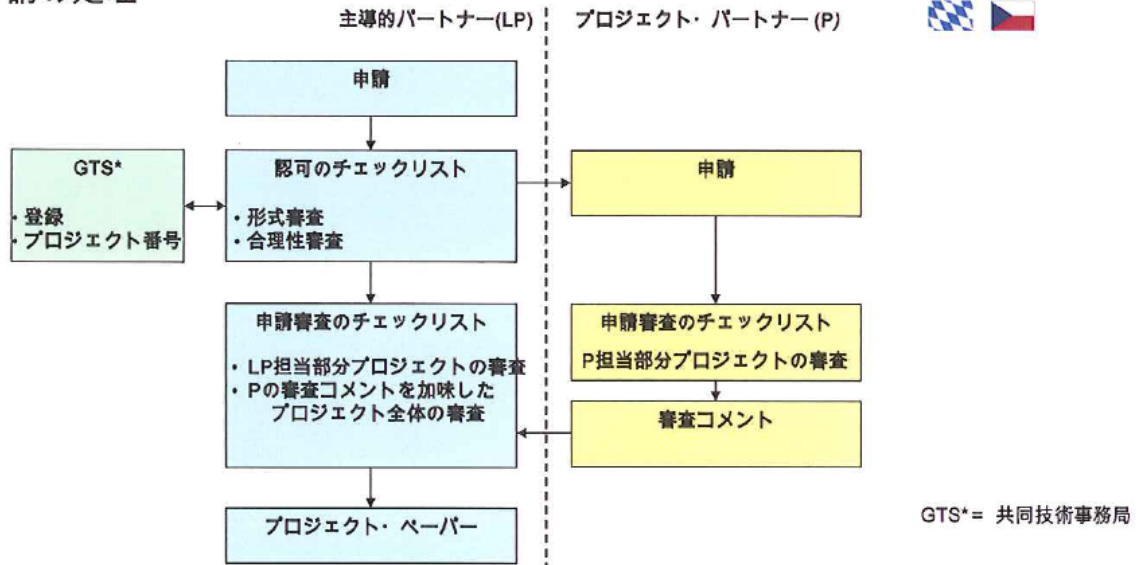 主導的パートナー(LP)
プロジェクト・パートナー(P)
申請
GTS*
・登録
・プロジェクト番号
認可のチェックリスト
・形式審査
・合理性審査
申請
申請審査のチェックリスト
・LP担当部分プロジェクトの審査
・Pの審査コメントを加味した
プロジェクト全体の審査
申請審査のチェックリスト
P担当部分プロジェクトの審査
審査コメント
プロジェクト・ペーパー
GTS*= 共同技術事務局